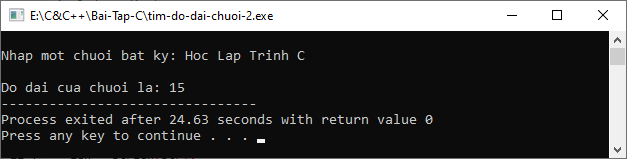 E:\C&C++\Bai-Tap-C\tim-do-dai-chuoi-2.exe
Nhap mot chuoi bat ky: Hoc Lap Trinh C
Do dai cua chuoi la: 15
--------------------------------
Process exited after 24.63 seconds with return value 0
Press any key to continue . . .